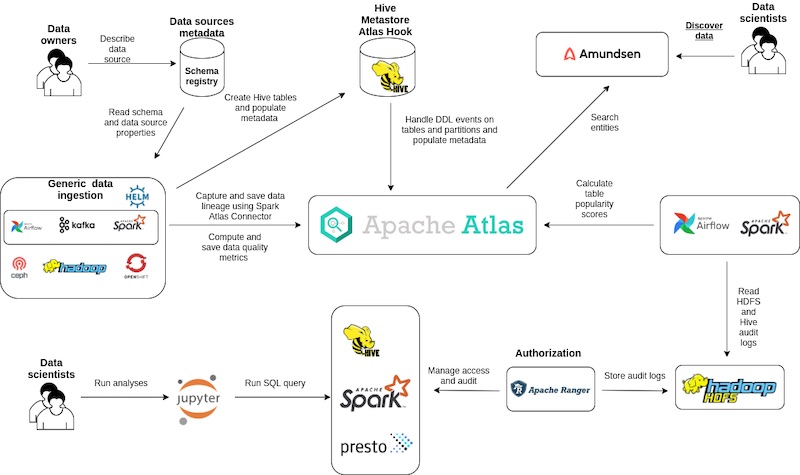 Data
owners
Describe
data
source
Data sources
metadata
Schema
registry
Hive
Metastore
Atlas Hook
HIVE
Amundsen
Discover
data
Data
scientists
Read schema
and data source
properties
Create Hive tables
and populate
metadata
Handle DDL events on
tables and partitions and
populate metadata
Search
entities
Generic data
ingestion
HELM
APACHE
Airflow
kafka
APACHE
Spark
ceph
hadoop
OPENSHIFT
Capture and save data
lineage using Spark
Atlas Connector
Compute and
save data quality
metrics
Apache Atlas
Calculate
table
popularity
scores
APACHE
Airflow
APACHE
Spark
Read
HDFS
and
Hive
audit
logs
Data
scientists
Run analyses
jupyter
Run SQL query
HIVE
APACHE
Spark
presto
Manage access
and audit
Authorization
Apache Ranger
Store audit logs
hadoop
HDFS